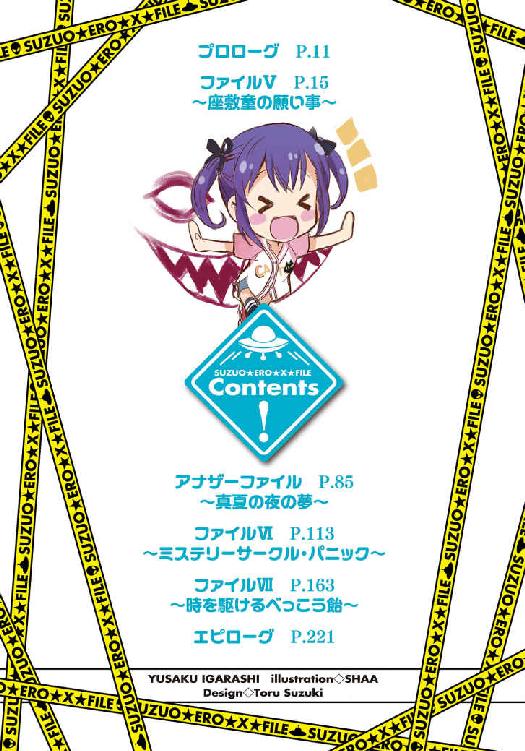 プロローグ P.11
ファイルⅤ P.15
～座敷童の願い事～
SUZUO★ERO★X★FILE
Contents
!
アナザーファイル P.85
～真夏の夜の夢～
ファイルⅥ P.113
～ミステリーサークル・パニック～
ファイルⅦ P.163
～時を駆けるべっこう飴～
エピローグ P.221
YUSAKU IGARASHI illustration◇SHAA
Design◇Toru Suzuki
SUZUO★ERO★X★FILE